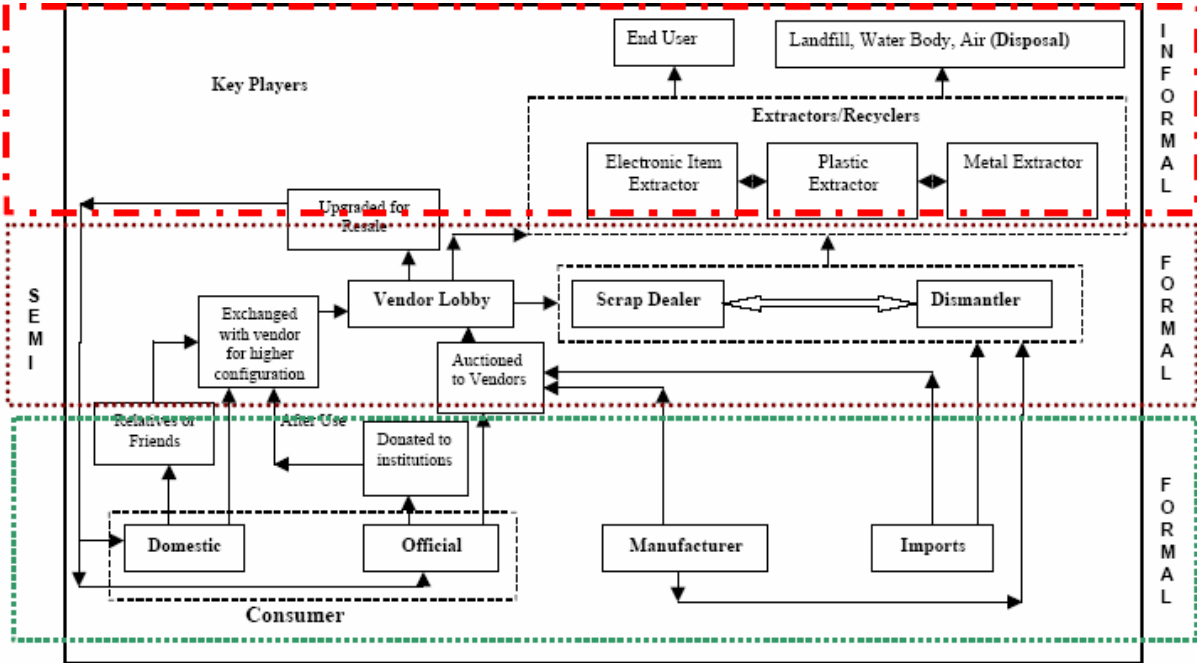 End User
Landfill, Water Body, Air (Disposal)
Key Players
Extractors/Recyclers
Electronic Item
Extractor
Plastic
Extractor
Metal Extractor
INFORMAL
Upgraded for
Resale
SEMI
Vendor Lobby
Scrap Dealer
Dismantler
FORMAL
Exchanged
with vendor
for higher
configuration
Auctioned
to Vendors
Relatives or
Friends
After Use
Donated to
institutions
Domestic
Official
Manufacturer
Imports
FORMAL
Consumer